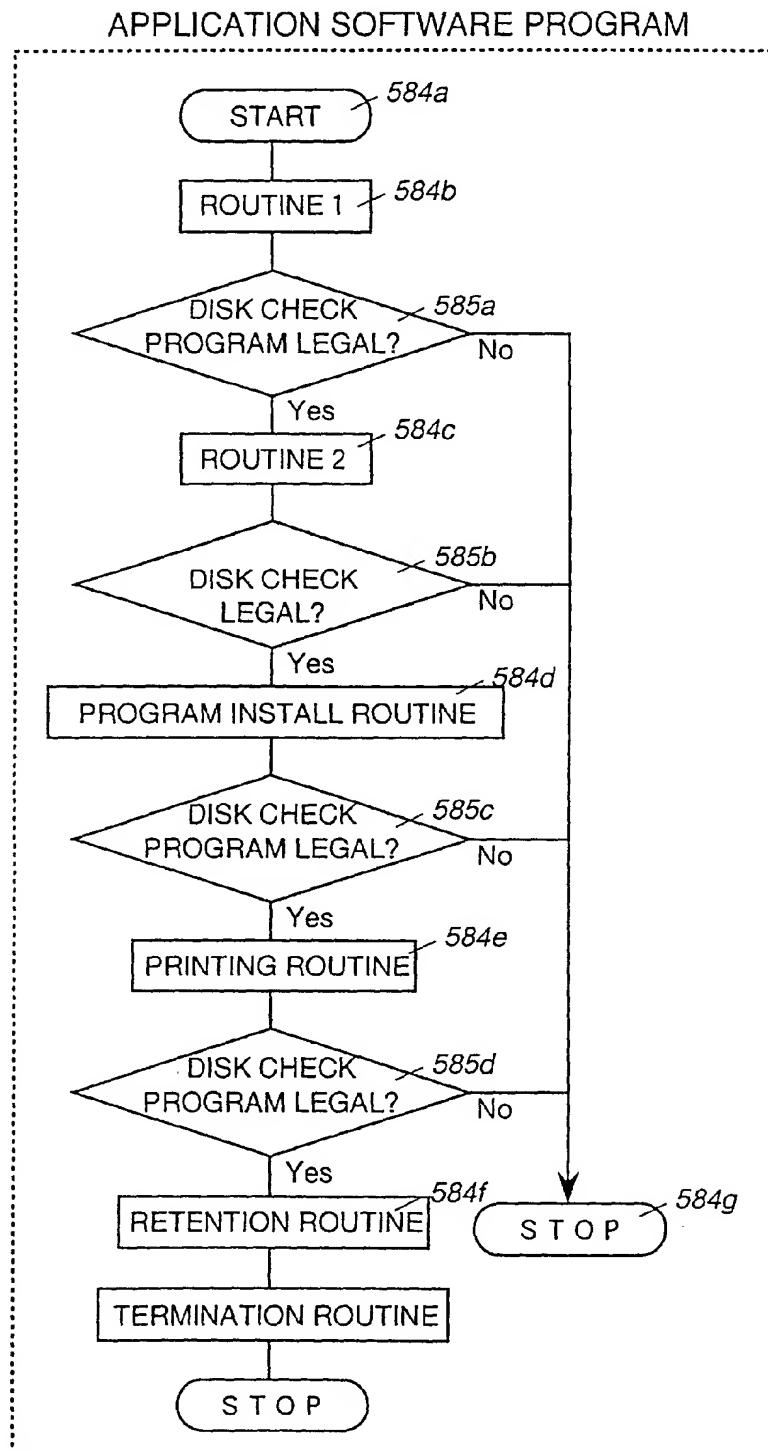 APPLICATION SOFTWARE PROGRAM
START
584a
ROUTINE 1
584b
DISK CHECK
PROGRAM LEGAL?
585a
No
Yes
ROUTINE 2
584c
DISK CHECK
LEGAL?
585b
No
Yes
584d
PROGRAM INSTALL ROUTINE
DISK CHECK
PROGRAM LEGAL?
585c
No
Yes
584e
PRINTING ROUTINE
DISK CHECK
PROGRAM LEGAL?
585d
No
Yes
584f
RETENTION ROUTINE
584g
STOP
TERMINATION ROUTINE
STOP